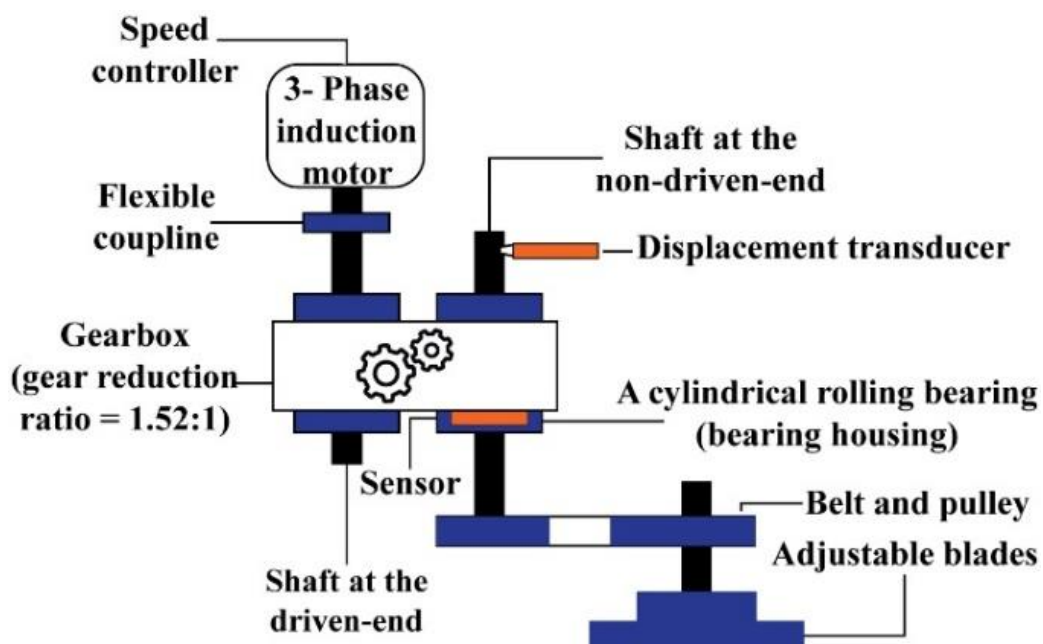 Speed
controller
3- Phase
induction
motor
Shaft at the
non-driven-end
Flexible
coupline
Displacement transducer
Gearbox
(gear reduction
ratio = 1.52:1)
A cylindrical rolling bearing
(bearing housing)
Sensor
Belt and pulley
Adjustable blades
Shaft at the
driven-end